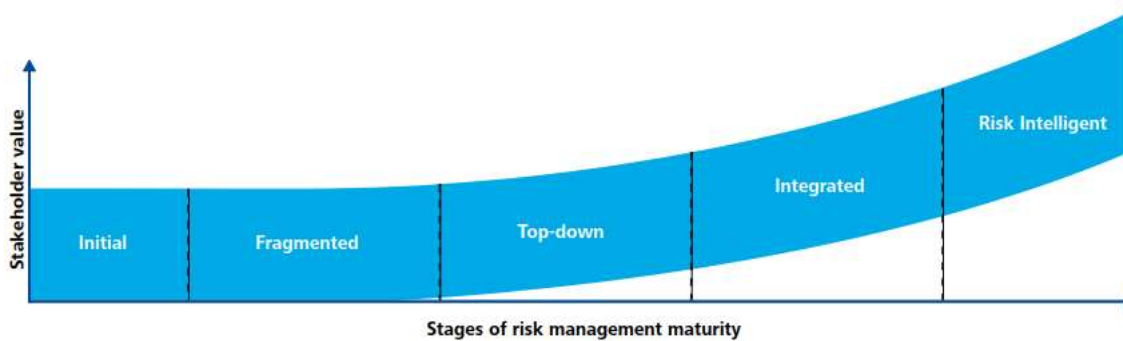 Stakeholder value
Initial
Fragmented
Top-down
Integrated
Risk Intelligent
Stages of risk management maturity